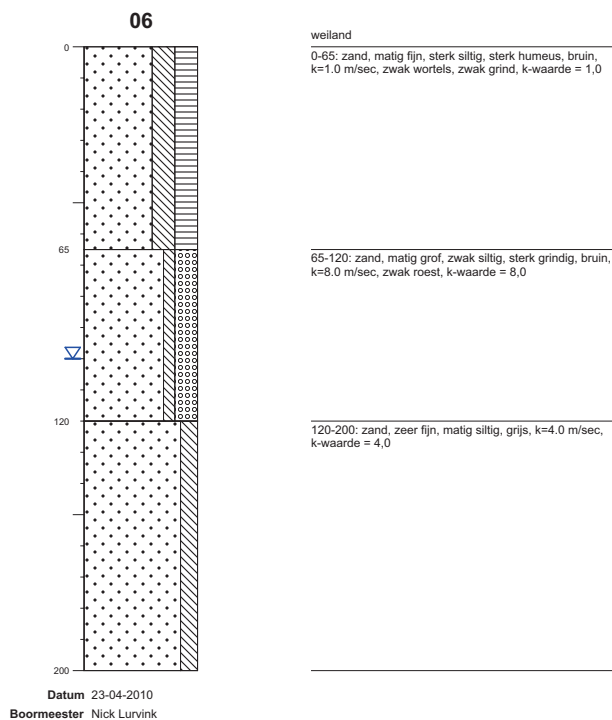 06
weiland
0
0-65: zand, matig fijn, sterk siltig, sterk humeus, bruin,
k=1.0 m/sec, zwak wortels, zwak grind, k-waarde = 1,0
65
65-120: zand, matig grof, zwak siltig, sterk grindig, bruin,
k=8.0 m/sec, zwak roest, k-waarde = 8,0
120
120-200: zand, zeer fijn, matig siltig, grijs, k=4.0 m/sec,
k-waarde = 4,0
200
Datum 23-04-2010
Boormeester Nick Lurvink